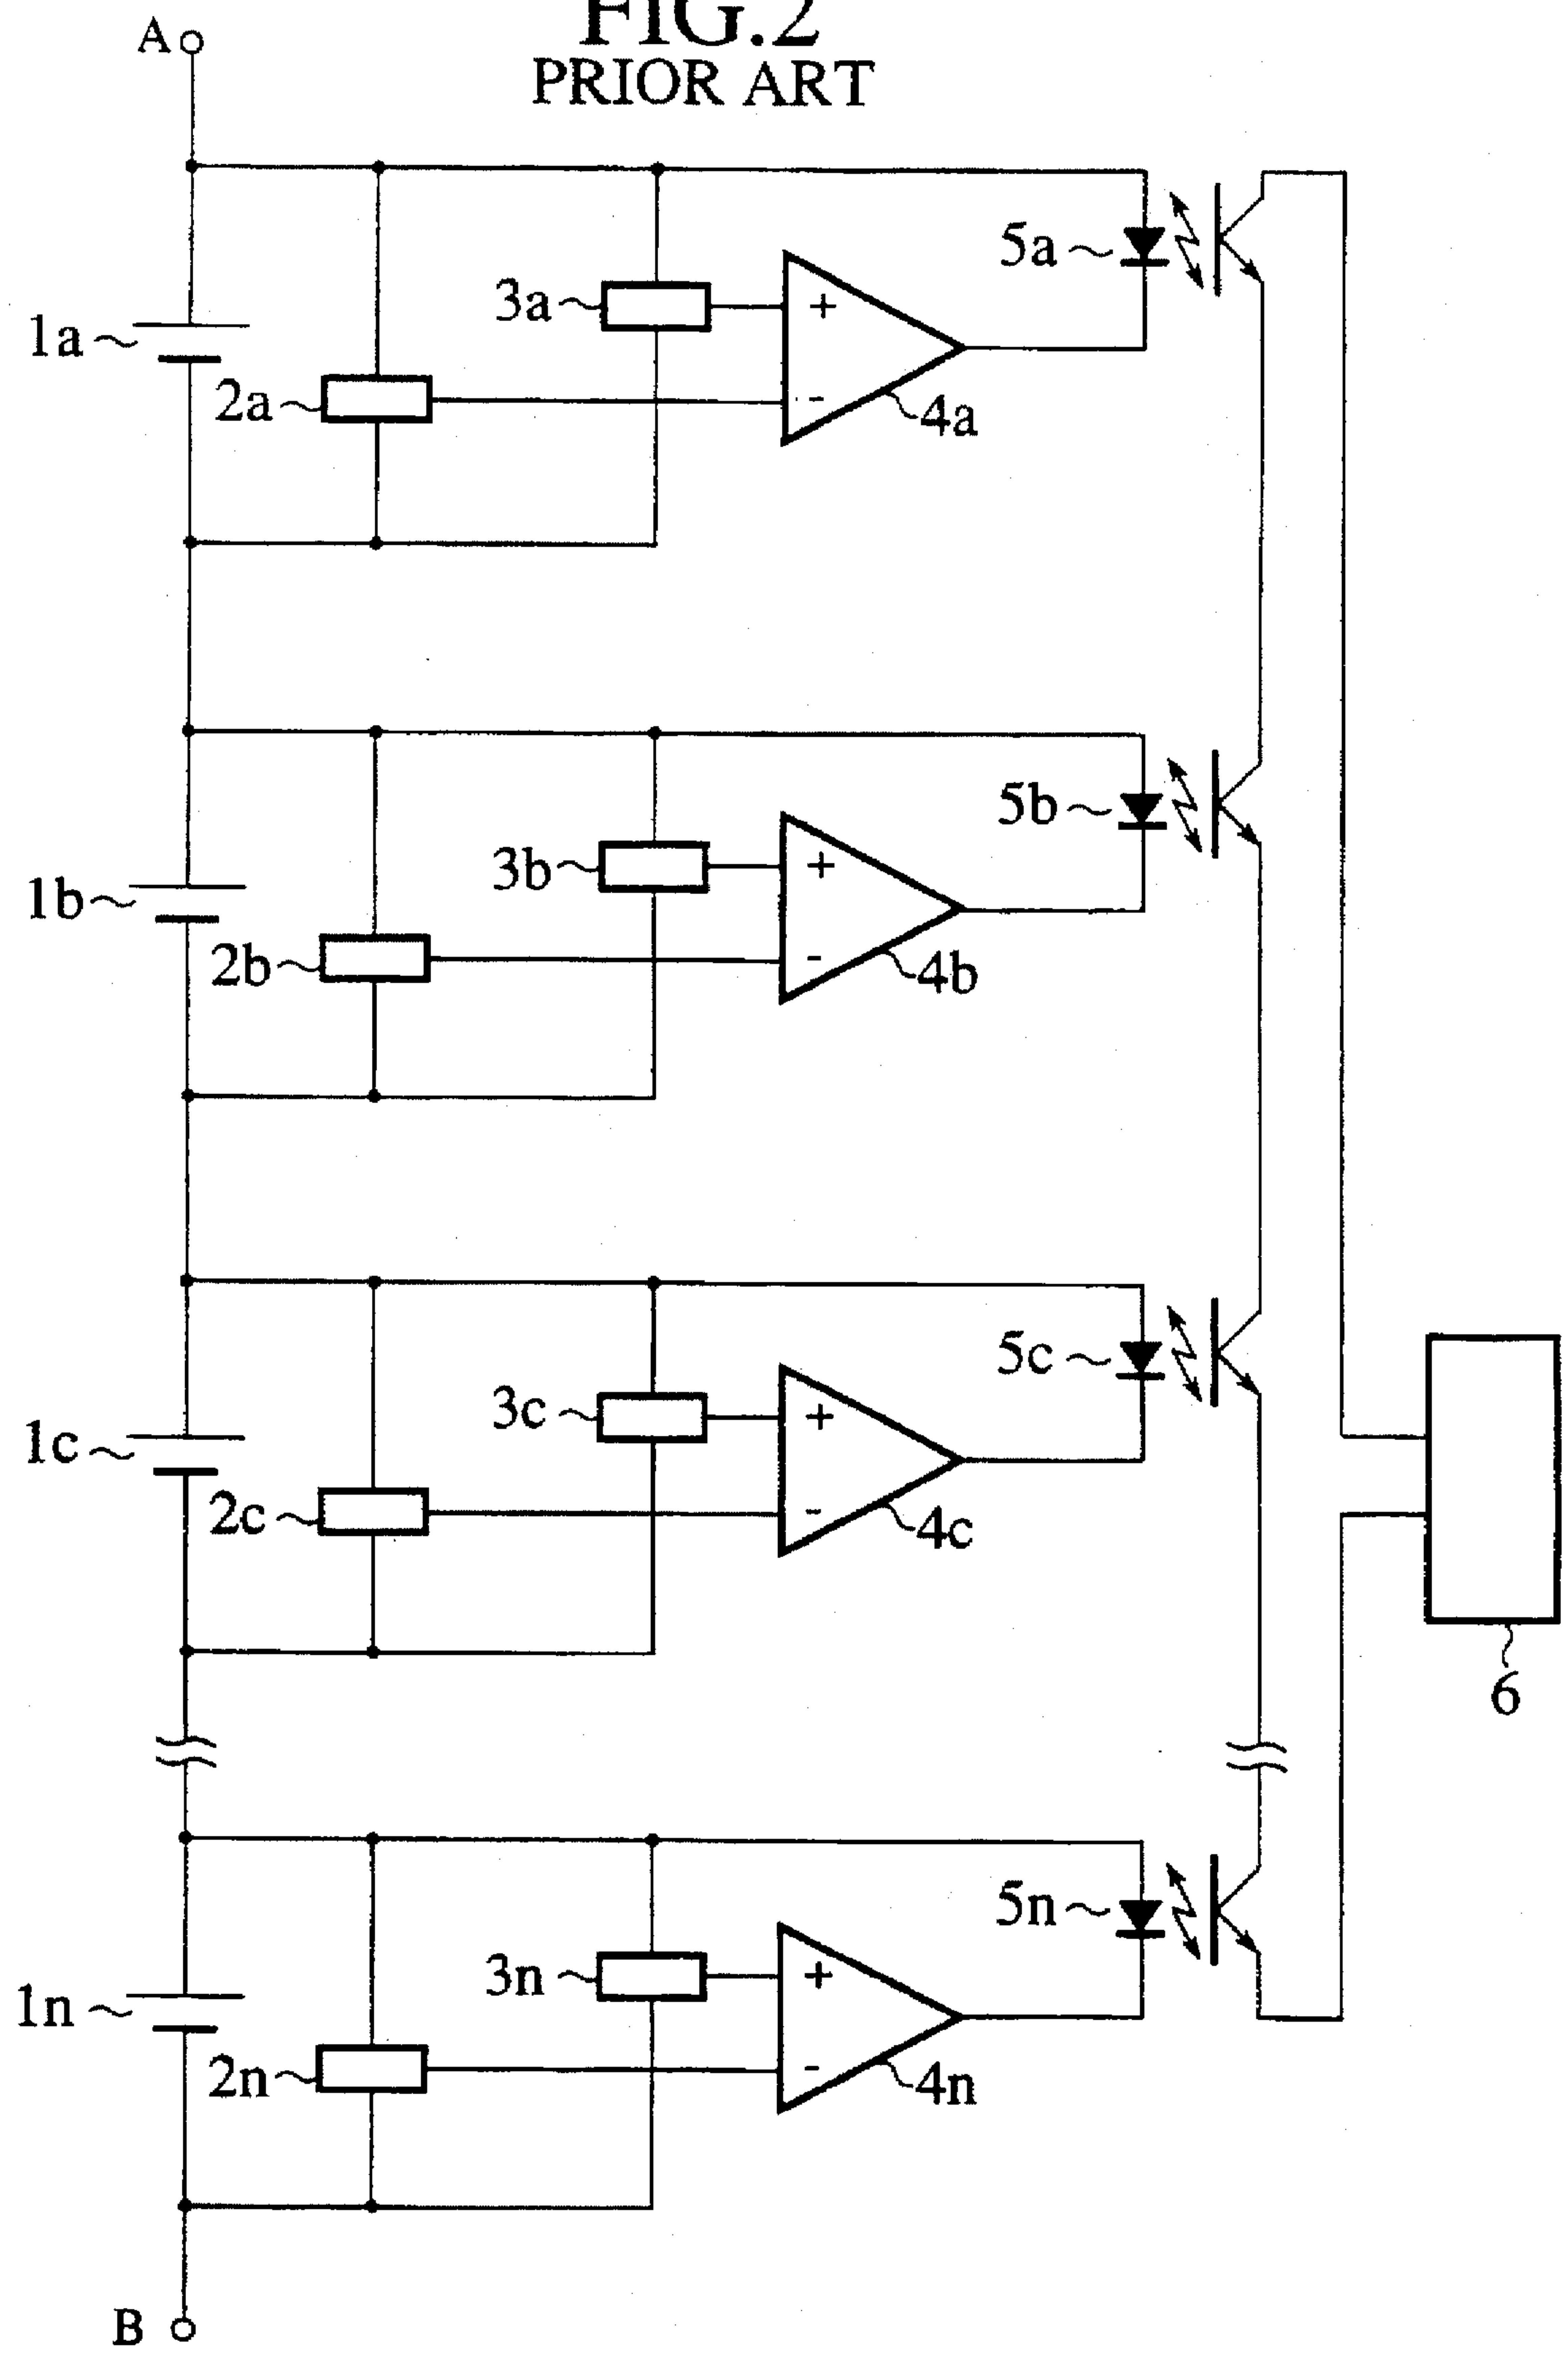 FIG.2
PRIOR ART
A
5a
3a
+
1a
2a
-
4a
5b
3b
+
1b
2b
-
4b
5c
3c
+
1c
2c
-
4c
6
5n
3n
+
1n
2n
-
4n
B